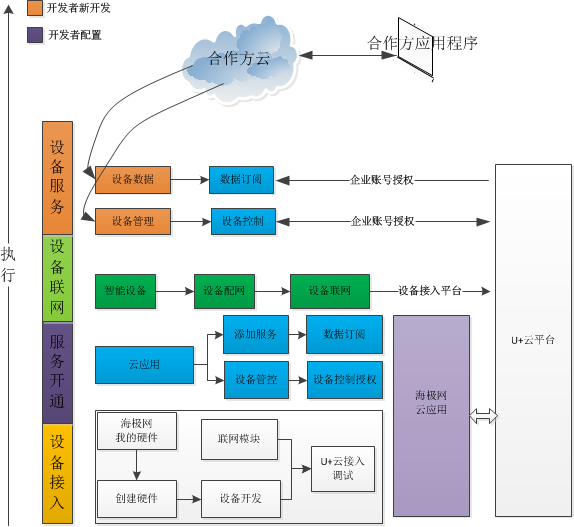 开发者新开发
开发者配置
合作方云
合作方应用程序
执
行
设
备
服
务
设备数据
数据订阅
企业账号授权
设备管理
设备控制
企业账号授权
设
备
联
网
智能设备
设备配网
设备联网
设备接入平台
U+云平台
服
务
开
通
云应用
添加服务
数据订阅
设备管控
设备控制授权
海极网
云应用
设
备
接
入
海极网
我的硬件
联网模块
U+云接入
调试
创建硬件
设备开发